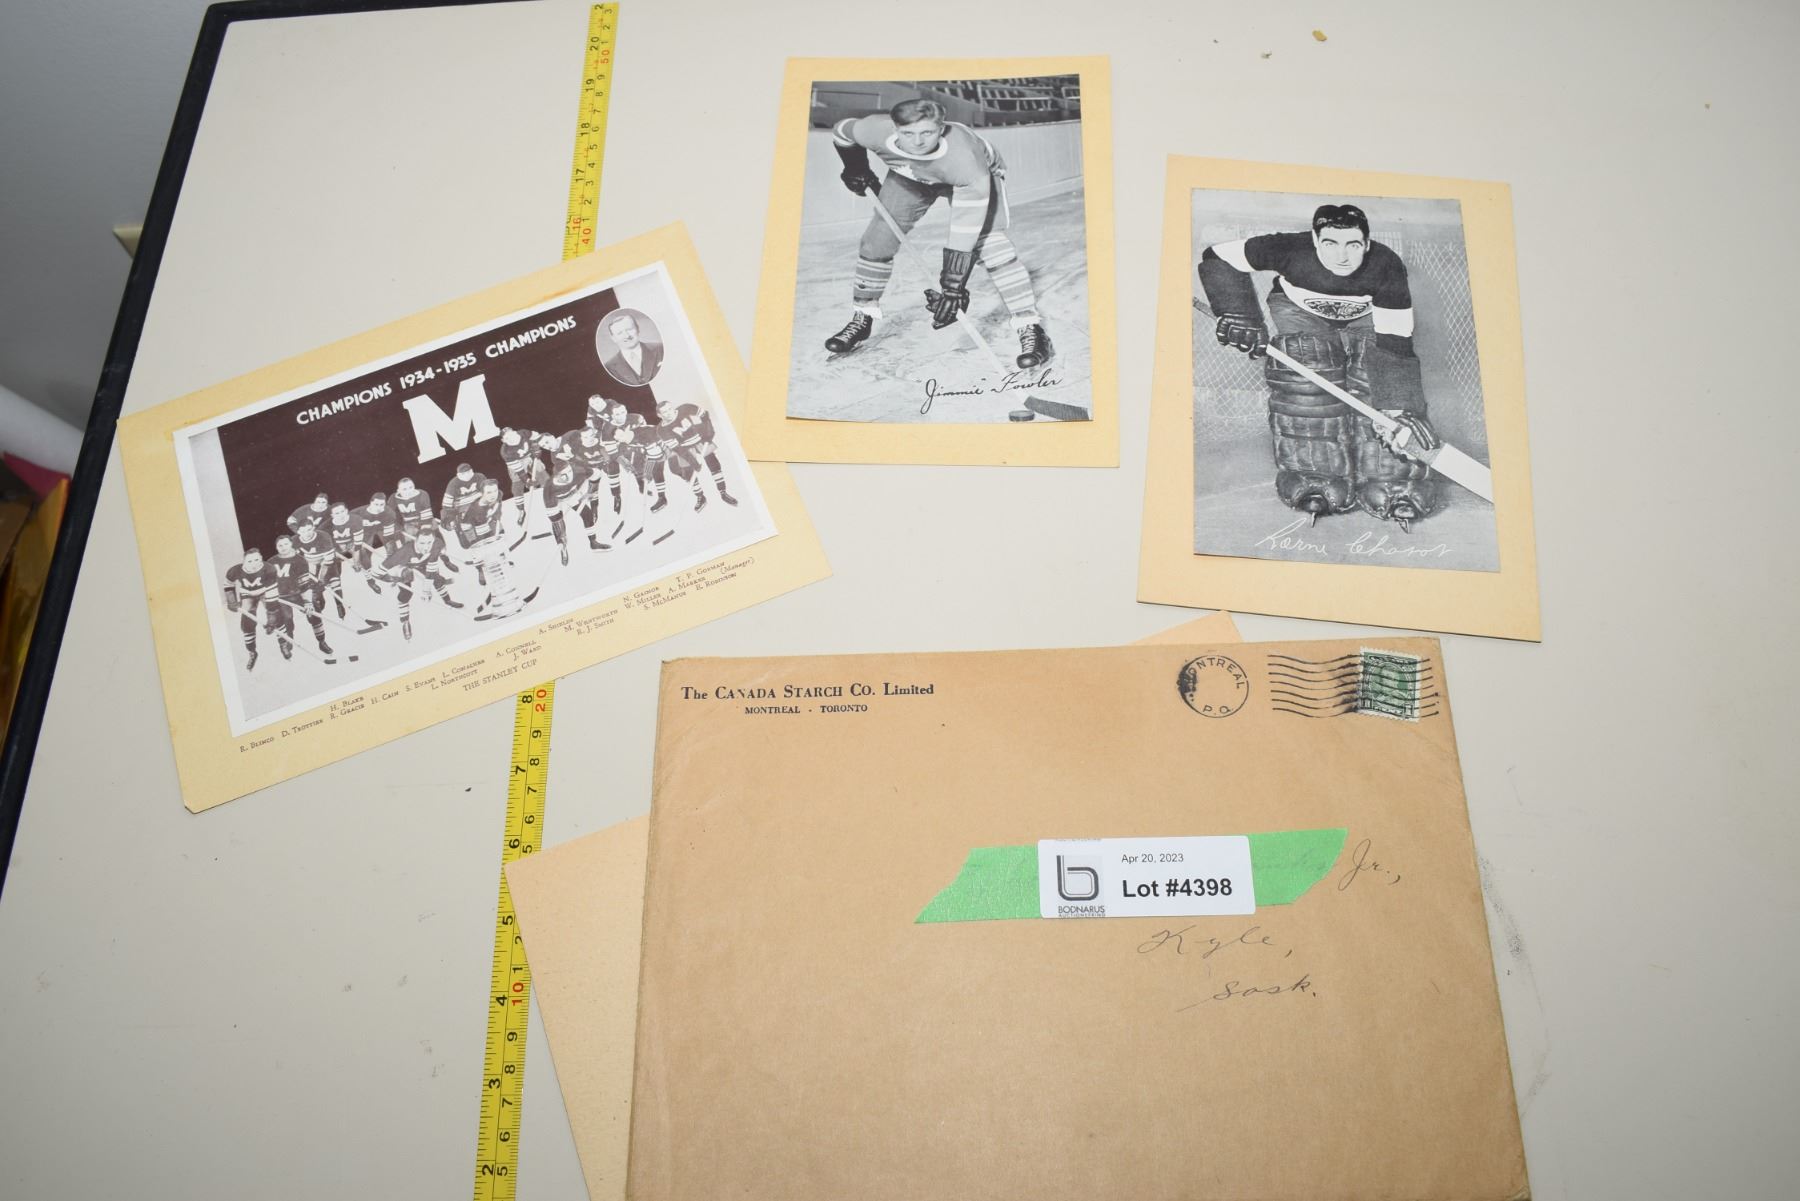 CHAMPIONS 1934-1935 CHAMPIONS
M
T. P. GORMAN
(Manager)
N. GAINOR
A. SHIELDS W. MILLER A. MARKER
H. BLAKE H. CAIN S. EVANS L. CONACHER A. CONNELL M. WENTWORTH S. MCMANUS E. ROBINSON
R. BLINCO D. TROTTIER R. GRACIE L. NORTHCOTT J. WARD R. J. SMITH
THE STANLEY CUP
"Jimmie" Fowler
Lorne Chabot
The CANADA STARCH CO. Limited
MONTREAL - TORONTO
MONTREAL
P.Q.
Jr.,
Apr 20, 2023
Lot #4398
BODNARUS
AUCTIONEERING
Kyle,
Sask.